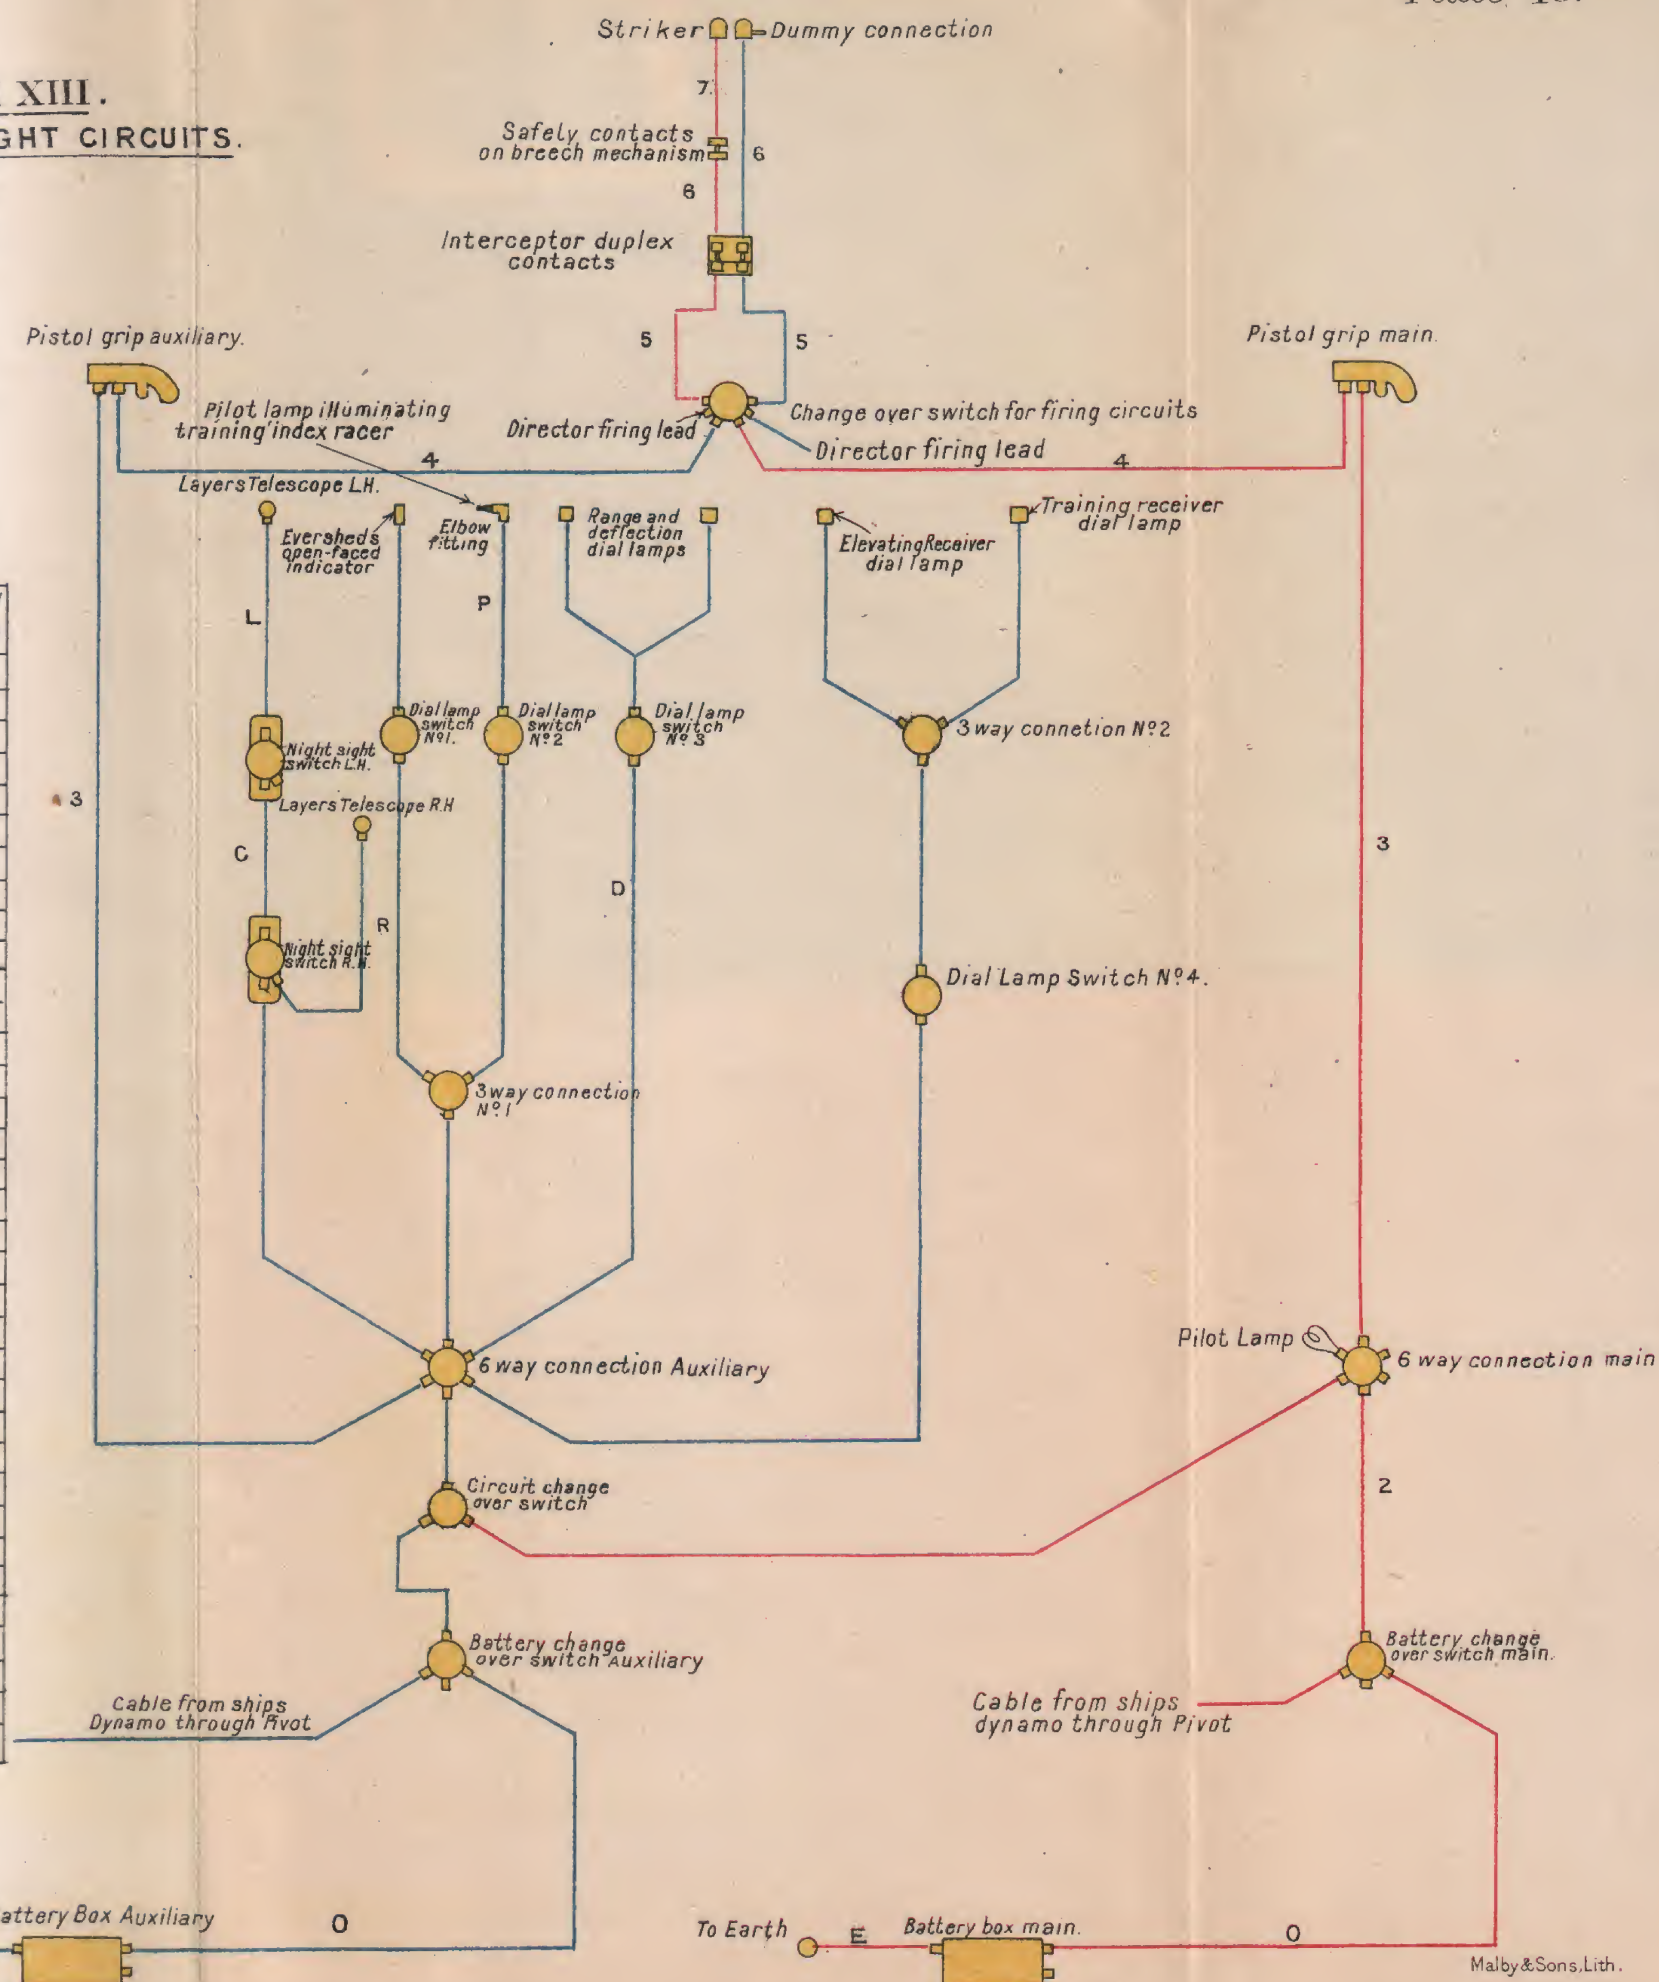 Striker
Dummy connection
XIII.
GHT CIRCUITS.
7.
Safely contacts
on breech mechanism
6
6
Interceptor duplex
contacts
5
5
Pistol grip auxiliary.
Pistol grip main.
Pilot lamp illuminating
training index racer
Director firing lead
Change over switch for firing circuits
Director firing lead
4
4
Layers Telescope L.H.
Evershed's
open-faced
indicator
Elbow
fitting
Range and
deflection
dial lamps
Elevating Receiver
dial lamp
Training receiver
dial lamp
L
P
Dial lamp
switch
Nº1.
Dial lamp
switch
Nº2
Dial lamp
switch
Nº3
3 way connetion Nº2
Night sight
switch L.H.
3
Layers Telescope R.H
3
C
D
R
Night sight
switch R.H.
Dial Lamp Switch Nº4.
3 way connection
Nº1
Pilot Lamp
6 way connection main
6 way connection Auxiliary
Circuit change
over switch
2
Battery change
over switch Auxiliary
Battery change
over switch main.
Cable from ships
Dynamo through Pivot
Cable from ships
dynamo through Pivot
attery Box Auxiliary
O
To Earth
E
Battery box main.
O
Malby & Sons, Lith.